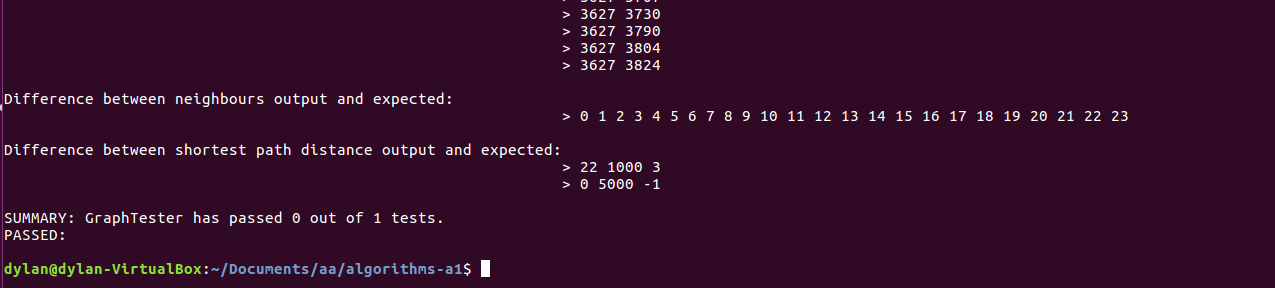 > 3627 3730
> 3627 3790
> 3627 3804
> 3627 3824
Difference between neighbours output and expected:
> 0 1 2 3 4 5 6 7 8 9 10 11 12 13 14 15 16 17 18 19 20 21 22 23
Difference between shortest path distance output and expected:
> 22 1000 3
> 0 5000 -1
SUMMARY: GraphTester has passed 0 out of 1 tests.
PASSED:
dylan@dylan-VirtualBox:~/Documents/aa/algorithms-a1$